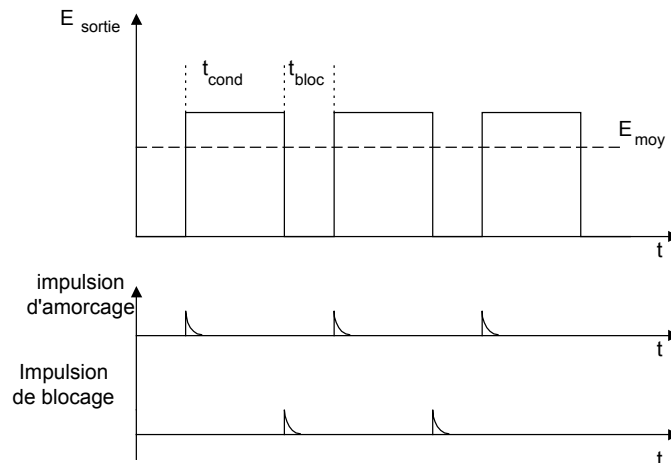 E sortie
t cond
t bloc
E moy
t
impulsion
d'amorcage
t
Impulsion
de blocage
t